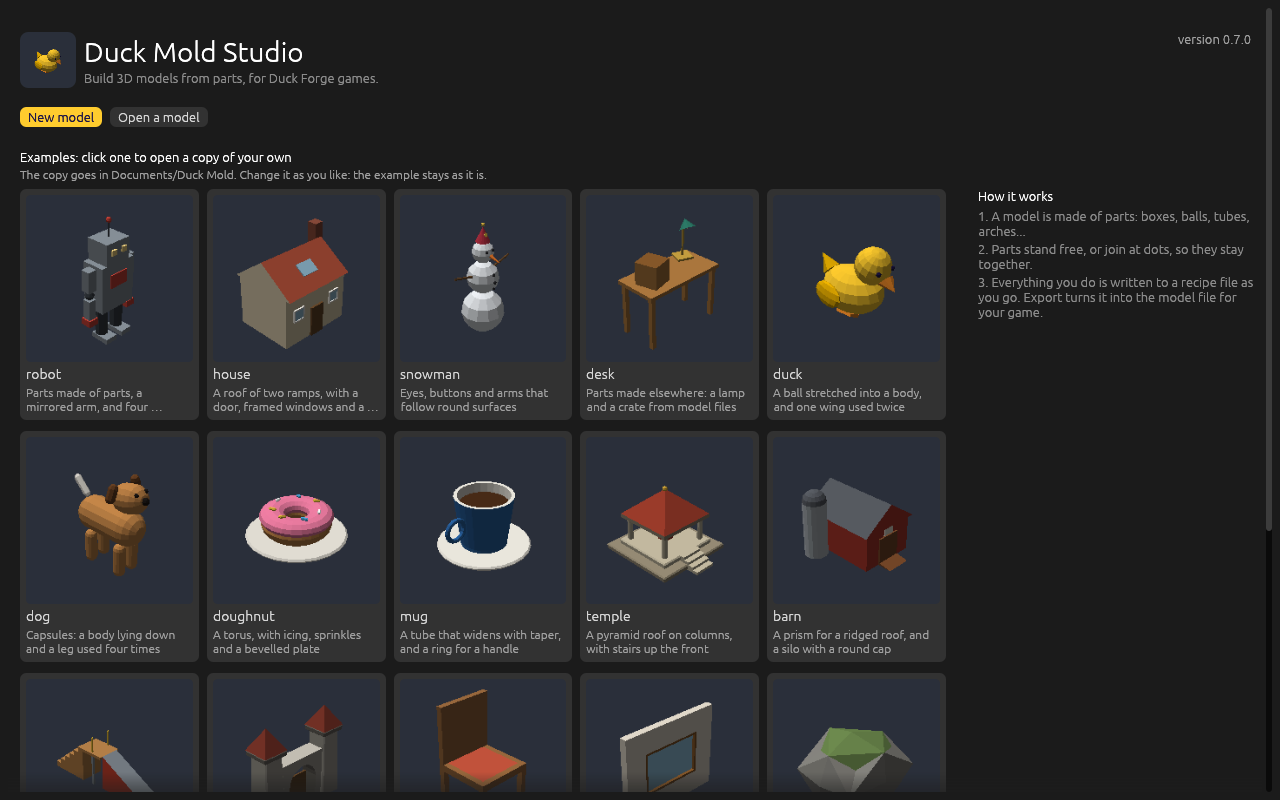 Duck Mold Studio
Build 3D models from parts, for Duck Forge games.
version 0.7.0
New model
Open a model
Examples: click one to open a copy of your own
The copy goes in Documents/Duck Mold. Change it as you like: the example stays as it is.
robot
Parts made of parts, a
mirrored arm, and four …
house
A roof of two ramps, with a
door, framed windows and a …
snowman
Eyes, buttons and arms that
follow round surfaces
desk
Parts made elsewhere: a lamp
and a crate from model files
duck
A ball stretched into a body,
and one wing used twice
How it works
1. A model is made of parts: boxes, balls, tubes,
arches...
2. Parts stand free, or join at dots, so they stay
together.
3. Everything you do is written to a recipe file as
you go. Export turns it into the model file for
your game.
dog
Capsules: a body lying down
and a leg used four times
doughnut
A torus, with icing, sprinkles
and a bevelled plate
mug
A tube that widens with taper,
and a ring for a handle
temple
A pyramid roof on columns,
with stairs up the front
barn
A prism for a ridged roof, and
a silo with a round cap